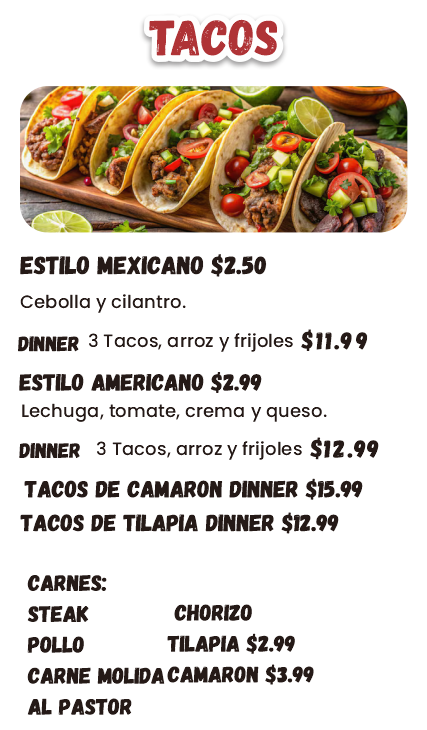 TACOS
ESTILO MEXICANO $2.50
Cebolla y cilantro.
DINNER 3 Tacos, arroz y frijoles $11.99
ESTILO AMERICANO $2.99
Lechuga, tomate, crema y queso.
DINNER 3 Tacos, arroz y frijoles $12.99
TACOS DE CAMARON DINNER $15.99
TACOS DE TILAPIA DINNER $12.99
CARNES:
STEAK CHORIZO
POLLO TILAPIA $2.99
CARNE MOLIDA CAMARON $3.99
AL PASTOR